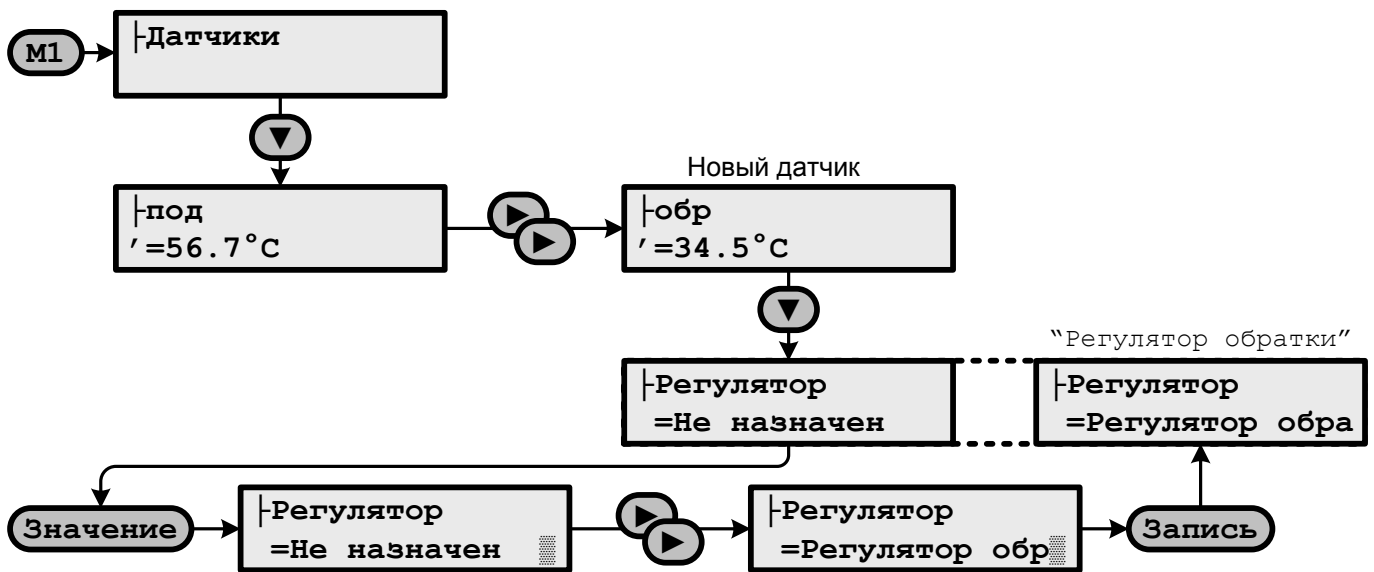 М1
├Датчики
▼
├под
′=56.7°С
▶▶
Новый датчик
├обр
′=34.5°С
▼
├Регулятор
=Не назначен
“Регулятор обратки”
├Регулятор
=Регулятор обра
Значение
├Регулятор
=Не назначен ▒
▶▶
├Регулятор
=Регулятор обр▒
Запись